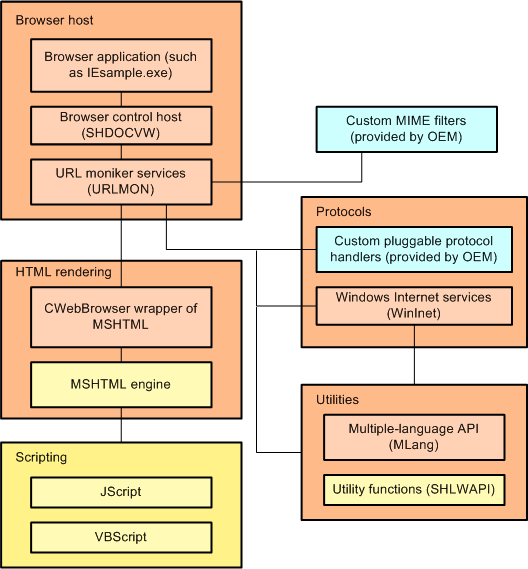 Browser host
Browser application (such
as IEsample.exe)
Browser control host
(SHDOCVW)
URL moniker services
(URLMON)
Custom MIME filters
(provided by OEM)
Protocols
Custom pluggable protocol
handlers (provided by OEM)
Windows Internet services
(WinInet)
HTML rendering
CWebBrowser wrapper of
MSHTML
MSHTML engine
Utilities
Multiple-language API
(MLang)
Utility functions (SHLWAPI)
Scripting
JScript
VBScript